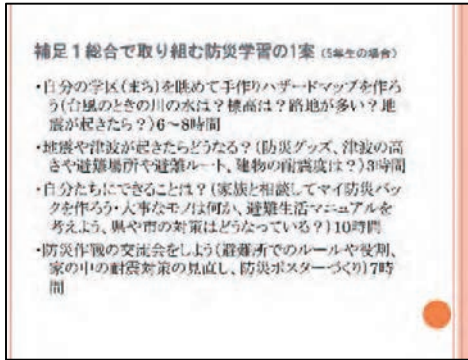 補足1総合で取り組む防災学習の1案(5年生の場合)
・自分の学区(まち)を眺めて手作りハザードマップを作ろ
う(台風のときの川の水は?標高は?路地が多い?地
震が起きたら?)6~8時間
・地震や津波が起きたらどうなる?(防災グッズ、津波の高
さや避難場所や避難ルート、建物の耐震度は?)3時間
・自分たちにできることは?(家族と相談してマイ防災バッ
クを作ろう・大事なモノは何か、避難生活マニュアルを
考えよう、県や市の対策はどうなっている?)10時間
・防災作戦の交流会をしよう(避難所でのルールや役割、
家の中の耐震対策の見直し、防災ポスターづくり)7時
間